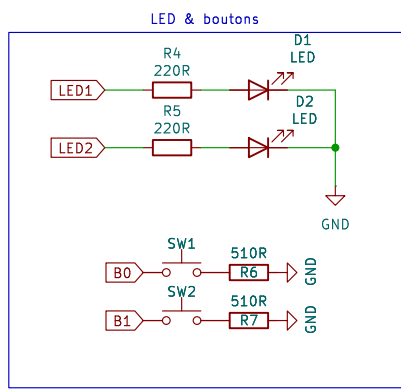 LED & boutons
D1
LED
R4
220R
LED1
D2
LED
R5
220R
LED2
GND
SW1
510R
B0
R6
GND
SW2
510R
B1
R7
GND